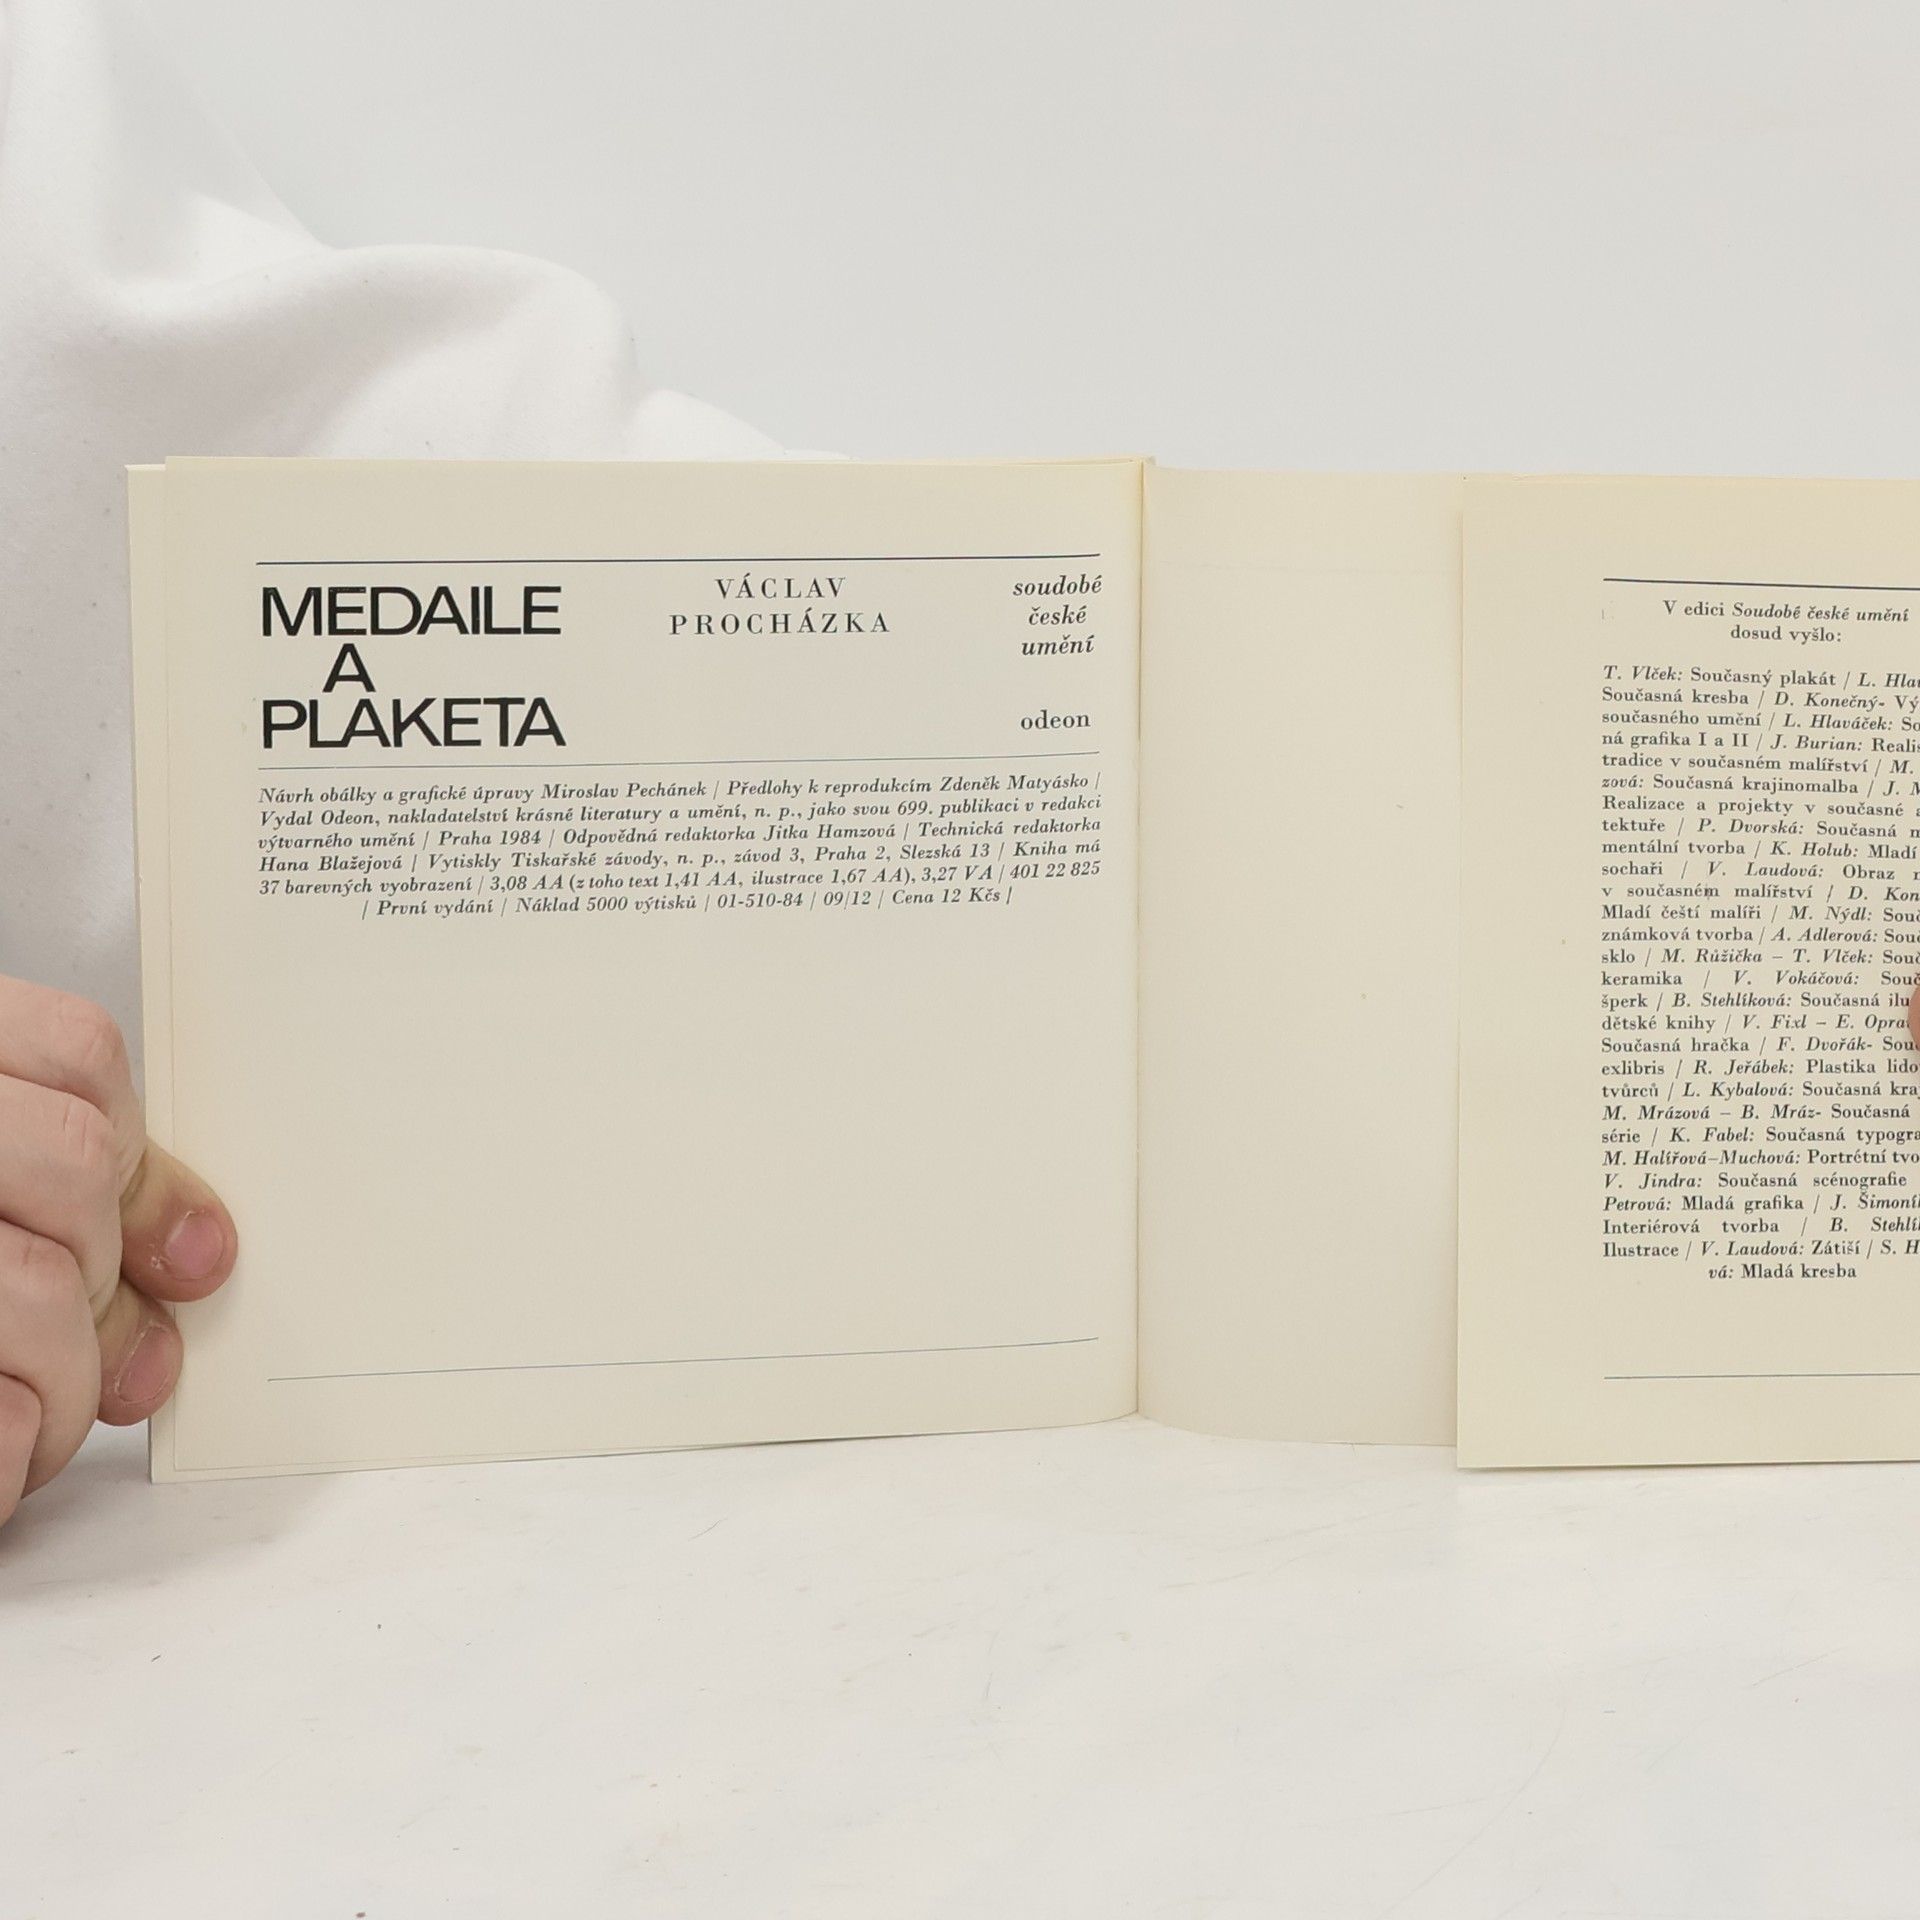 MEDAILE
A
PLAKETA
VÁCLAV
PROCHÁZKA
soudobé
české
umění
odeon
Návrh obálky a grafické úpravy Miroslav Pechánek | Předlohy k reprodukcím Zdeněk Matyásko |
Vydal Odeon, nakladatelství krásné literatury a umění, n. p., jako svou 699. publikaci v redakci
výtvarného umění | Praha 1984 | Odpovědná redaktorka Jitka Hamzová | Technická redaktorka
Hana Blažejová | Vytiskly Tiskařské závody, n. p., závod 3, Praha 2, Slezská 13 | Kniha má
37 barevných vyobrazení | 3,08 AA (z toho text 1,41 AA, ilustrace 1,67 AA), 3,27 VA | 401 22 825
| První vydání | Náklad 5000 výtisků | 01-510-84 | 09/12 | Cena 12 Kčs |
V edici Soudobé české umění
dosud vyšlo:
T. Vlček: Současný plakát / L.
Současná kresba / D. Konečný-
současného umění / L. Hlaváček:
ná grafika I a II / J. Burian:
tradice v současném malířství / M.
zová: Současná krajinomalba / J.
Realizace a projekty v současné
tektuře / P. Dvorská: Současná
mentální tvorba / K. Holub: Mladí
sochaři / V. Laudová: Obraz
v současném malířství / D.
Mladí čeští malíři / M. Nýdl:
známková tvorba / A. Adlerová:
sklo / M. Růžička – T. Vlček:
keramika / V. Vokáčová:
šperk / B. Stehlíková: Současná
dětské knihy / V. Fixl – E.
Současná hračka / F. Dvořák-
exlibris / R. Jeřábek: Plastika
tvůrců / L. Kybalová: Současná
M. Mrázová – B. Mráz- Současná
série / K. Fabel: Současná
M. Halířová–Muchová: Portrétní
V. Jindra: Současná scénografie
Petrová: Mladá grafika / J.
Interiérová tvorba / B.
Ilustrace / V. Laudová: Zátiší / S.
vá: Mladá kresba